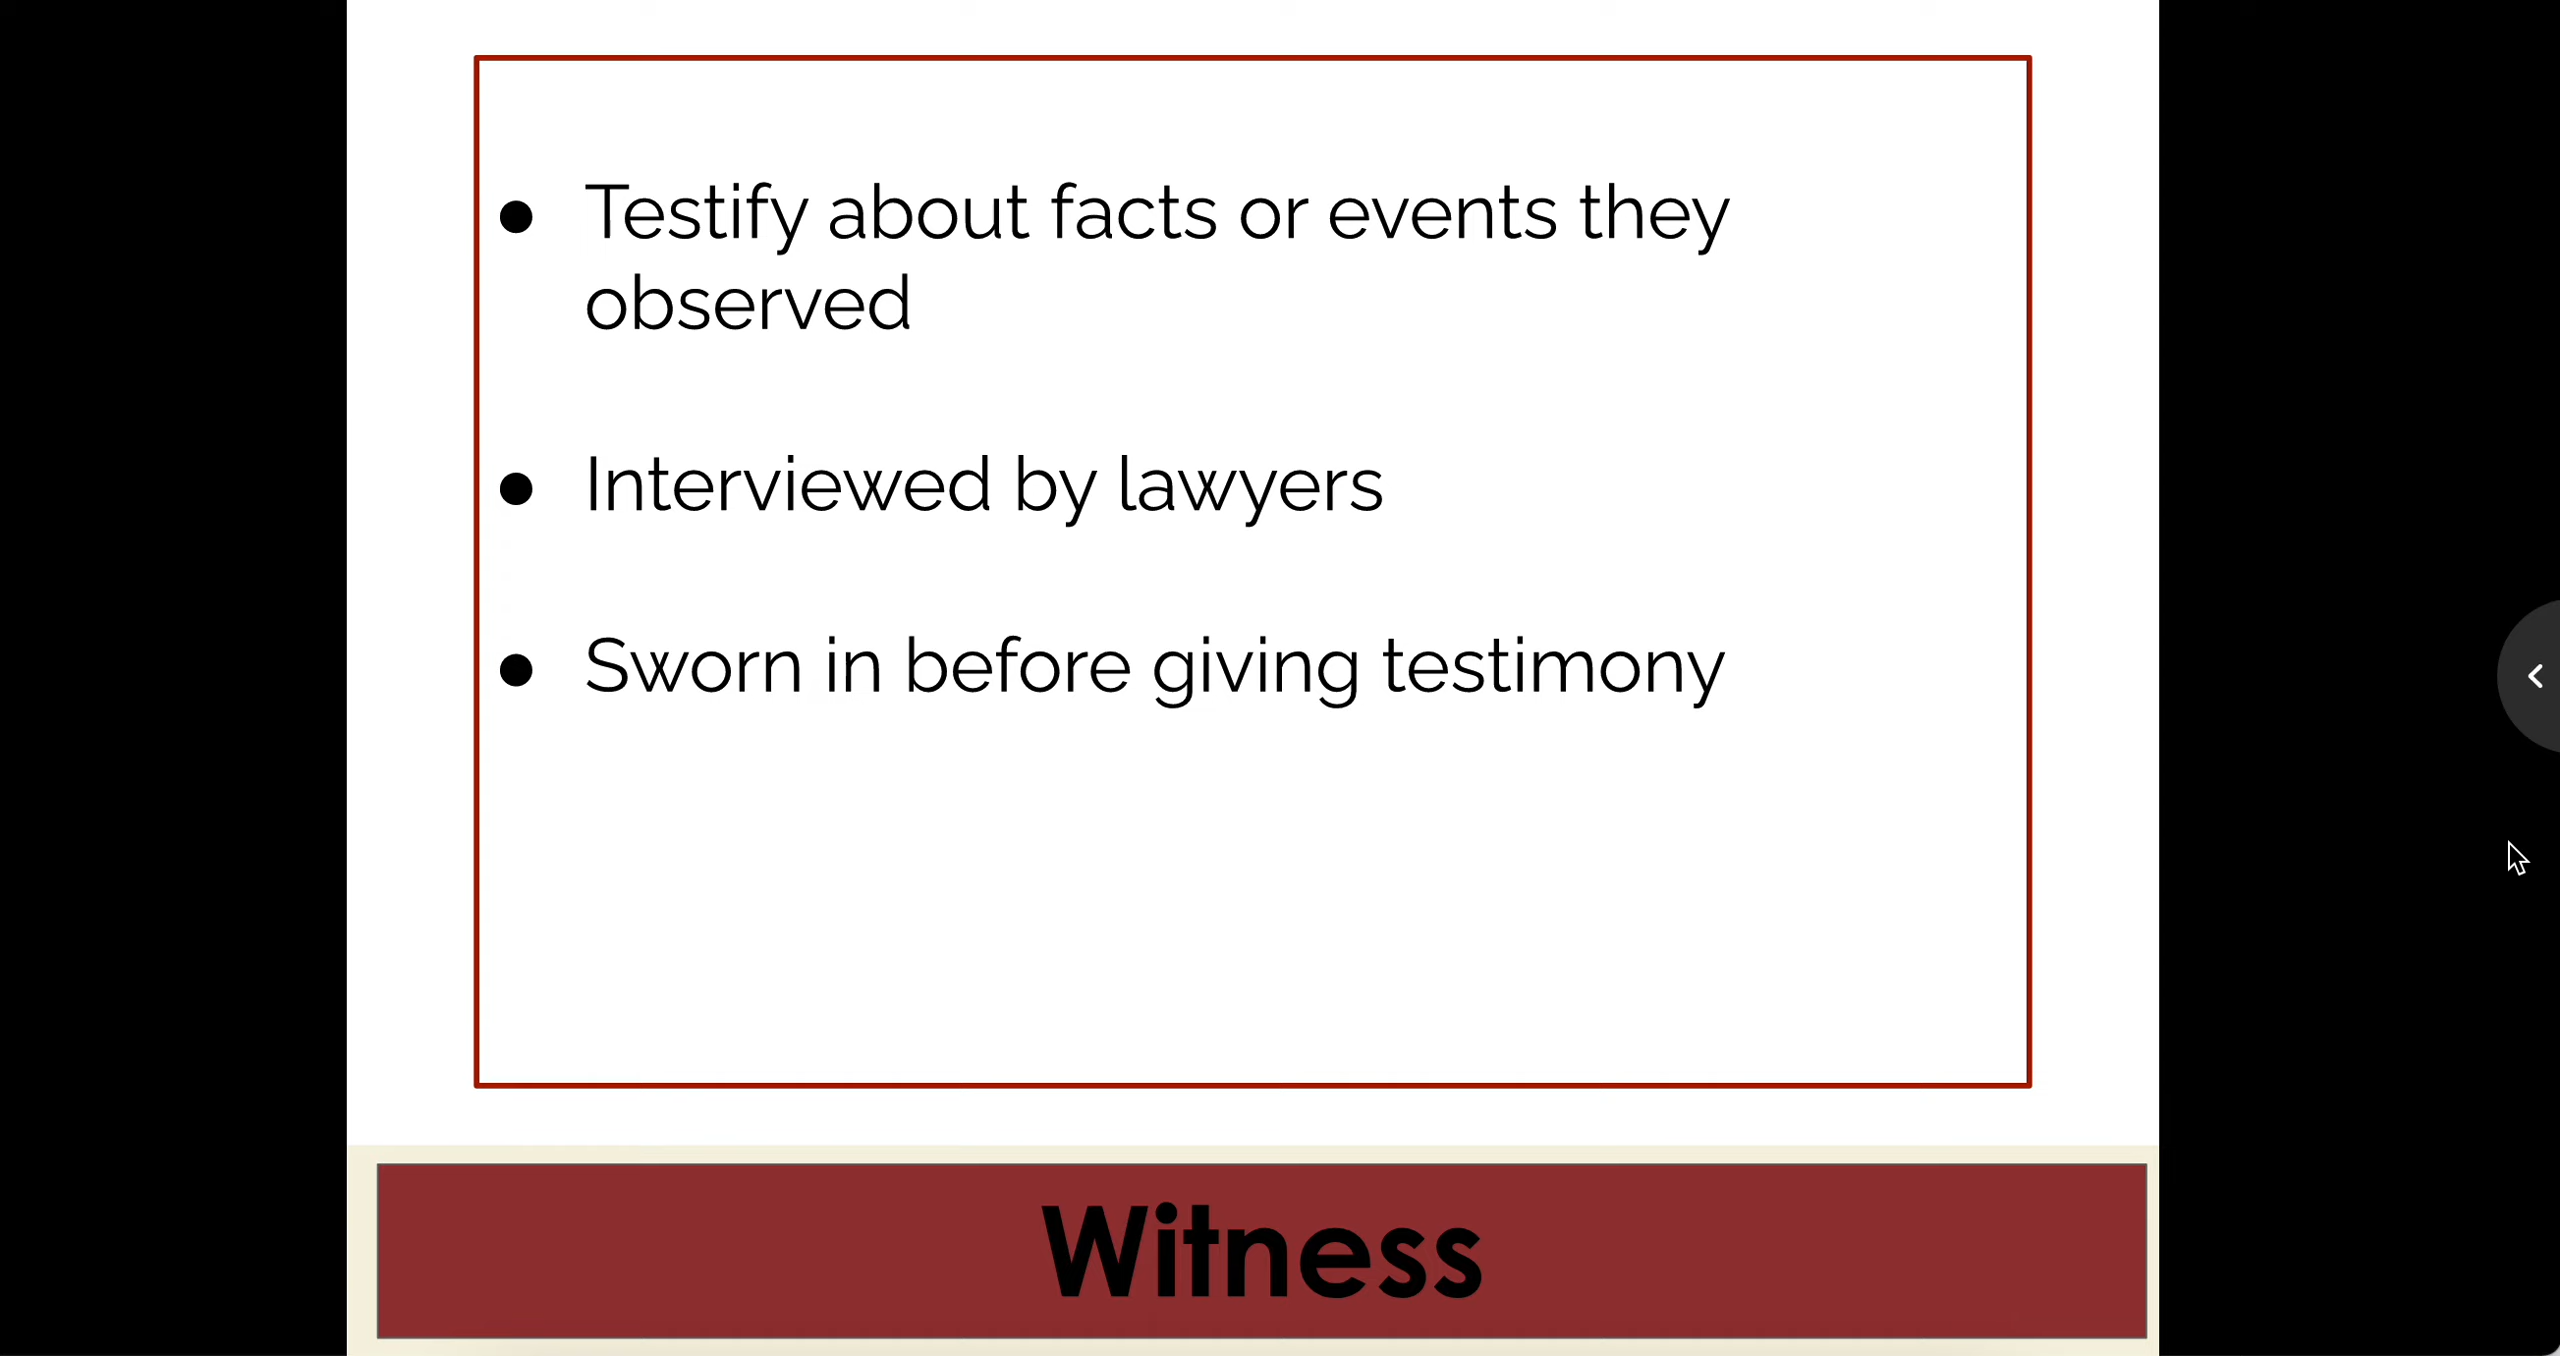 ● Testify about facts or events they
observed
● Interviewed by lawyers
● Sworn in before giving testimony
Witness